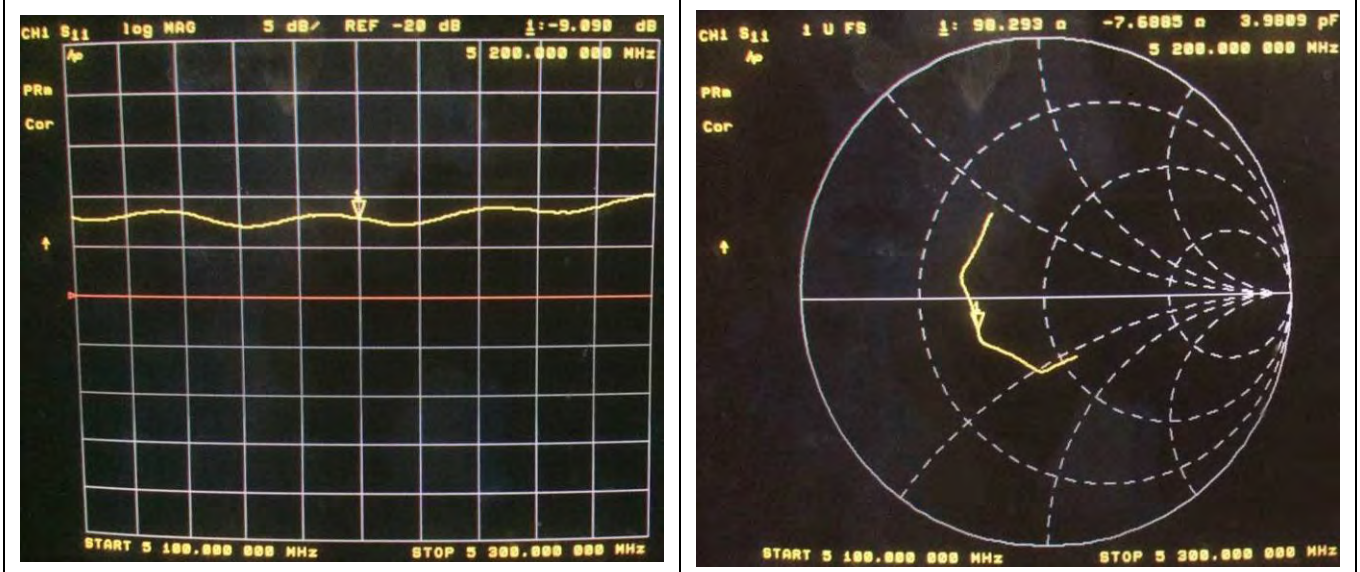 CH1 S11 log MAG 5 dB/ REF -20 dB 1:-9.090 dB
5 200.000 000 MHz
PRm
Cor
START 5 100.000 000 MHz STOP 5 300.000 000 MHz
CH1 S11 1 U FS 1: 90.293 Ω -7.6885 Ω 3.9809 pF
5 200.000 000 MHz
PRm
Cor
START 5 100.000 000 MHz STOP 5 300.000 000 MHz